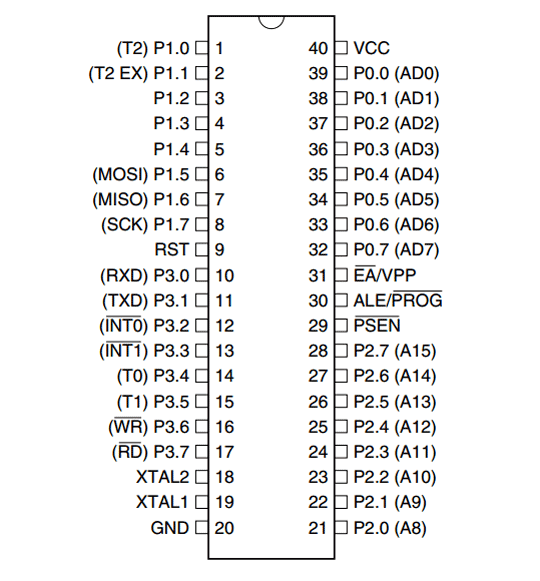 (T2) P1.0 1 40 VCC
(T2 EX) P1.1 2 39 P0.0 (AD0)
P1.2 3 38 P0.1 (AD1)
P1.3 4 37 P0.2 (AD2)
P1.4 5 36 P0.3 (AD3)
(MOSI) P1.5 6 35 P0.4 (AD4)
(MISO) P1.6 7 34 P0.5 (AD5)
(SCK) P1.7 8 33 P0.6 (AD6)
RST 9 32 P0.7 (AD7)
(RXD) P3.0 10 31 E̅A̅/VPP
(TXD) P3.1 11 30 ALE/P̅R̅O̅G̅
(I̅N̅T̅0̅) P3.2 12 29 P̅S̅E̅N̅
(I̅N̅T̅1̅) P3.3 13 28 P2.7 (A15)
(T0) P3.4 14 27 P2.6 (A14)
(T1) P3.5 15 26 P2.5 (A13)
(W̅R̅) P3.6 16 25 P2.4 (A12)
(R̅D̅) P3.7 17 24 P2.3 (A11)
XTAL2 18 23 P2.2 (A10)
XTAL1 19 22 P2.1 (A9)
GND 20 21 P2.0 (A8)